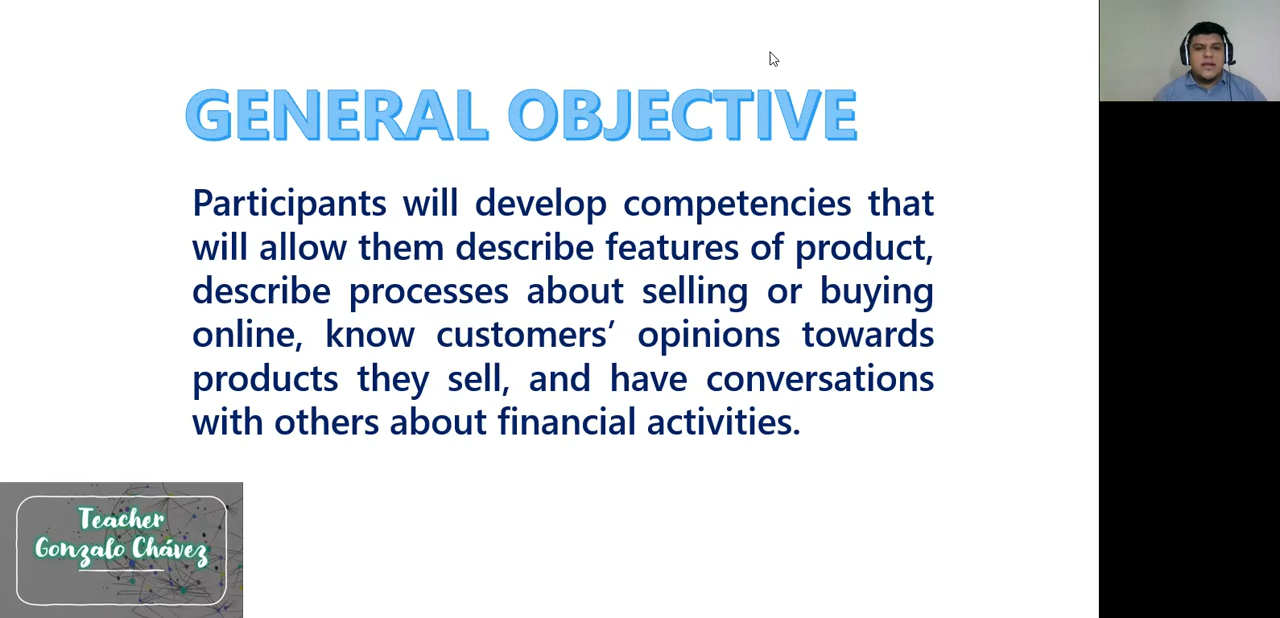 GENERAL OBJECTIVE
Participants will develop competencies that
will allow them describe features of product,
describe processes about selling or buying
online, know customers’ opinions towards
products they sell, and have conversations
with others about financial activities.
Teacher
Gonzalo Chávez